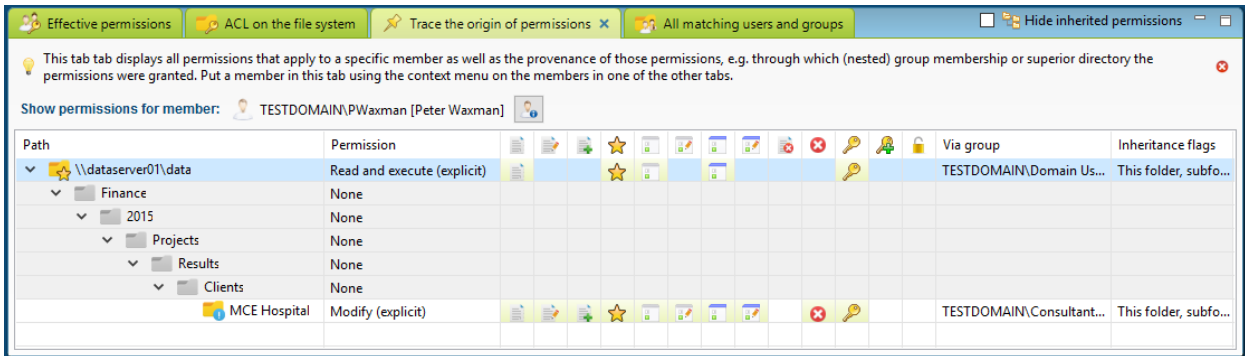 Effective permissions ACL on the file system Trace the origin of permissions All matching users and groups Hide inherited permissions
This tab tab displays all permissions that apply to a specific member as well as the provenance of those permissions, e.g. through which (nested) group membership or superior directory the
permissions were granted. Put a member in this tab using the context menu on the members in one of the other tabs.
Show permissions for member: TESTDOMAIN\PWaxman [Peter Waxman]
Path Permission Via group Inheritance flags
\\dataserver01\data Read and execute (explicit) TESTDOMAIN\Domain Us... This folder, subfo...
Finance None
2015 None
Projects None
Results None
Clients None
MCE Hospital Modify (explicit) TESTDOMAIN\Consultant... This folder, subfo...